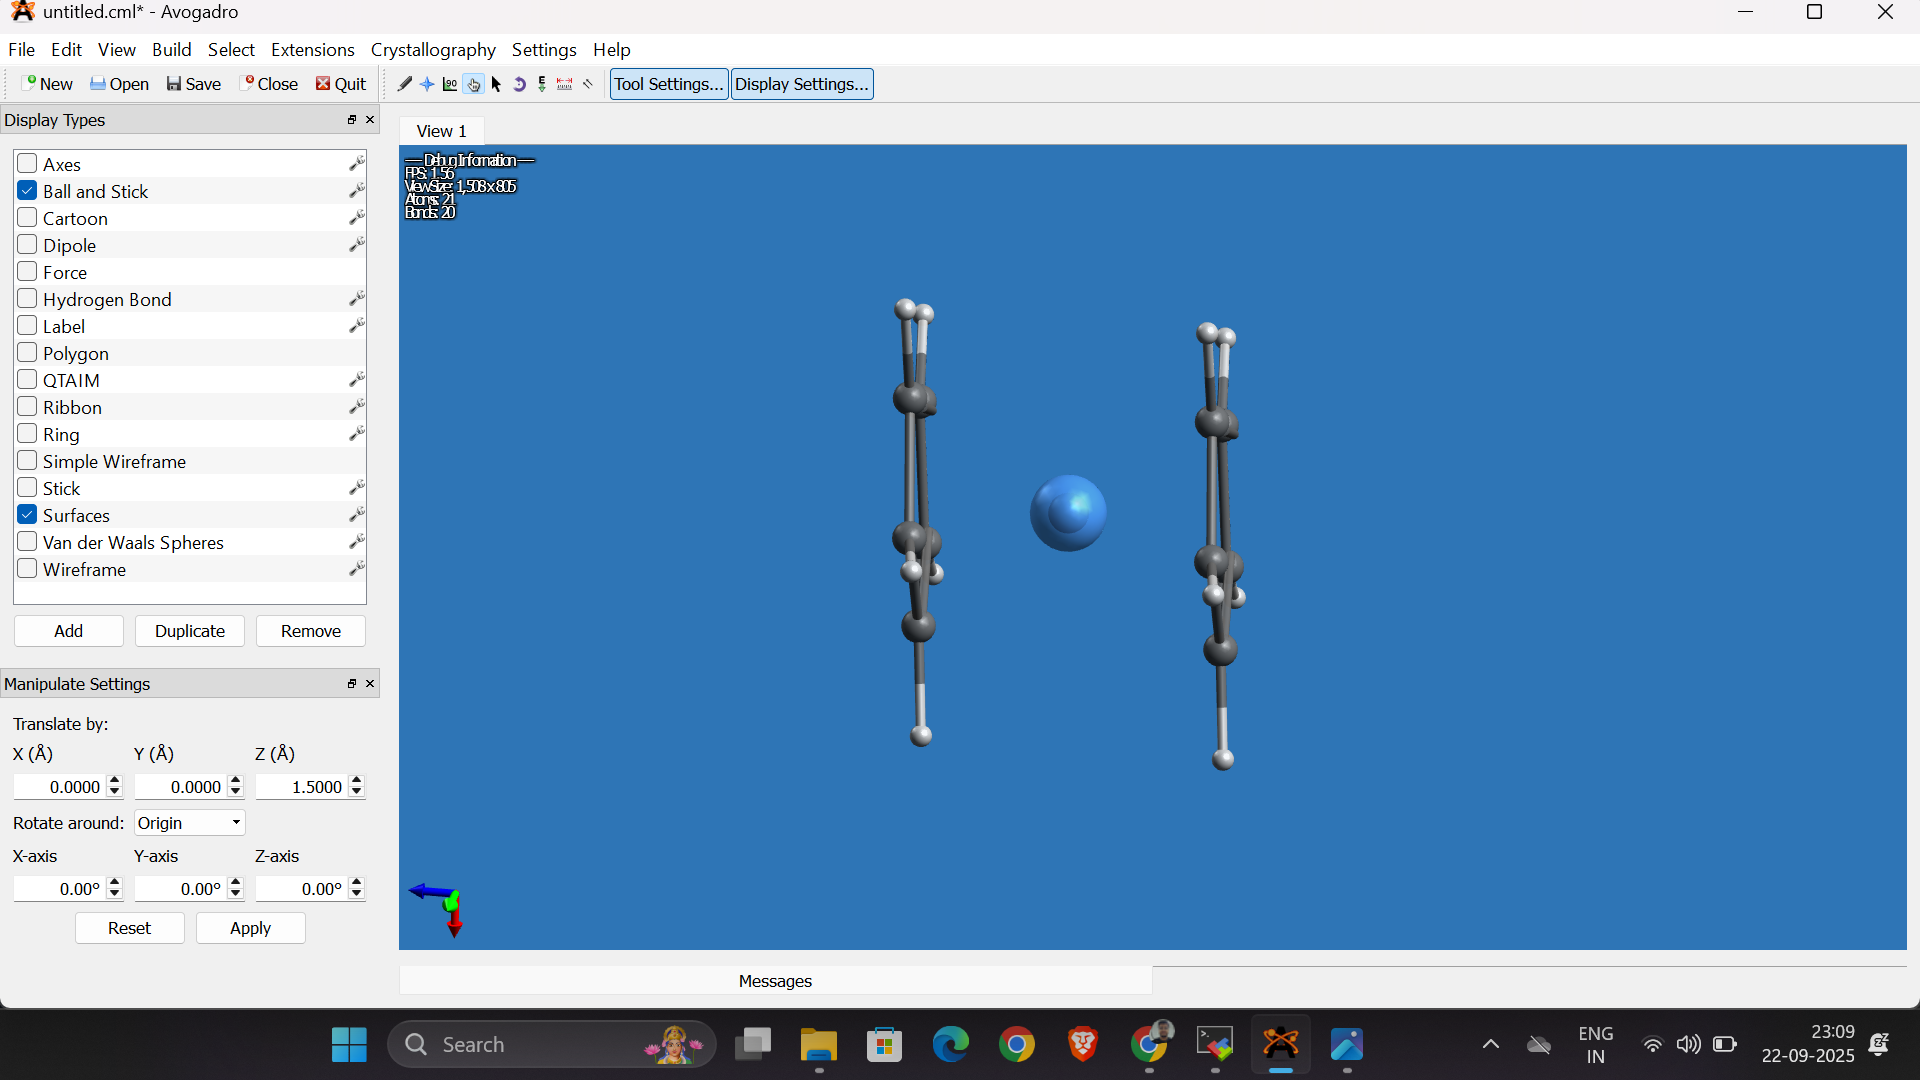 untitled.cml* - Avogadro
File Edit View Build Select Extensions Crystallography Settings Help
New Open Save Close Quit 90 E Tool Settings... Display Settings...
Display Types
View 1
--- Debug Information ---
FPS: 1.56
View Size: 1,508 x 805
Atoms: 21
Bonds: 20
Axes
Ball and Stick
Cartoon
Dipole
Force
Hydrogen Bond
Label
Polygon
QTAIM
Ribbon
Ring
Simple Wireframe
Stick
Surfaces
Van der Waals Spheres
Wireframe
Add Duplicate Remove
Manipulate Settings
Translate by:
X (Å) Y (Å) Z (Å)
0.0000 0.0000 1.5000
Rotate around: Origin
X-axis Y-axis Z-axis
0.00° 0.00° 0.00°
Reset Apply
Messages
Search
ENG
IN
23:09
22-09-2025